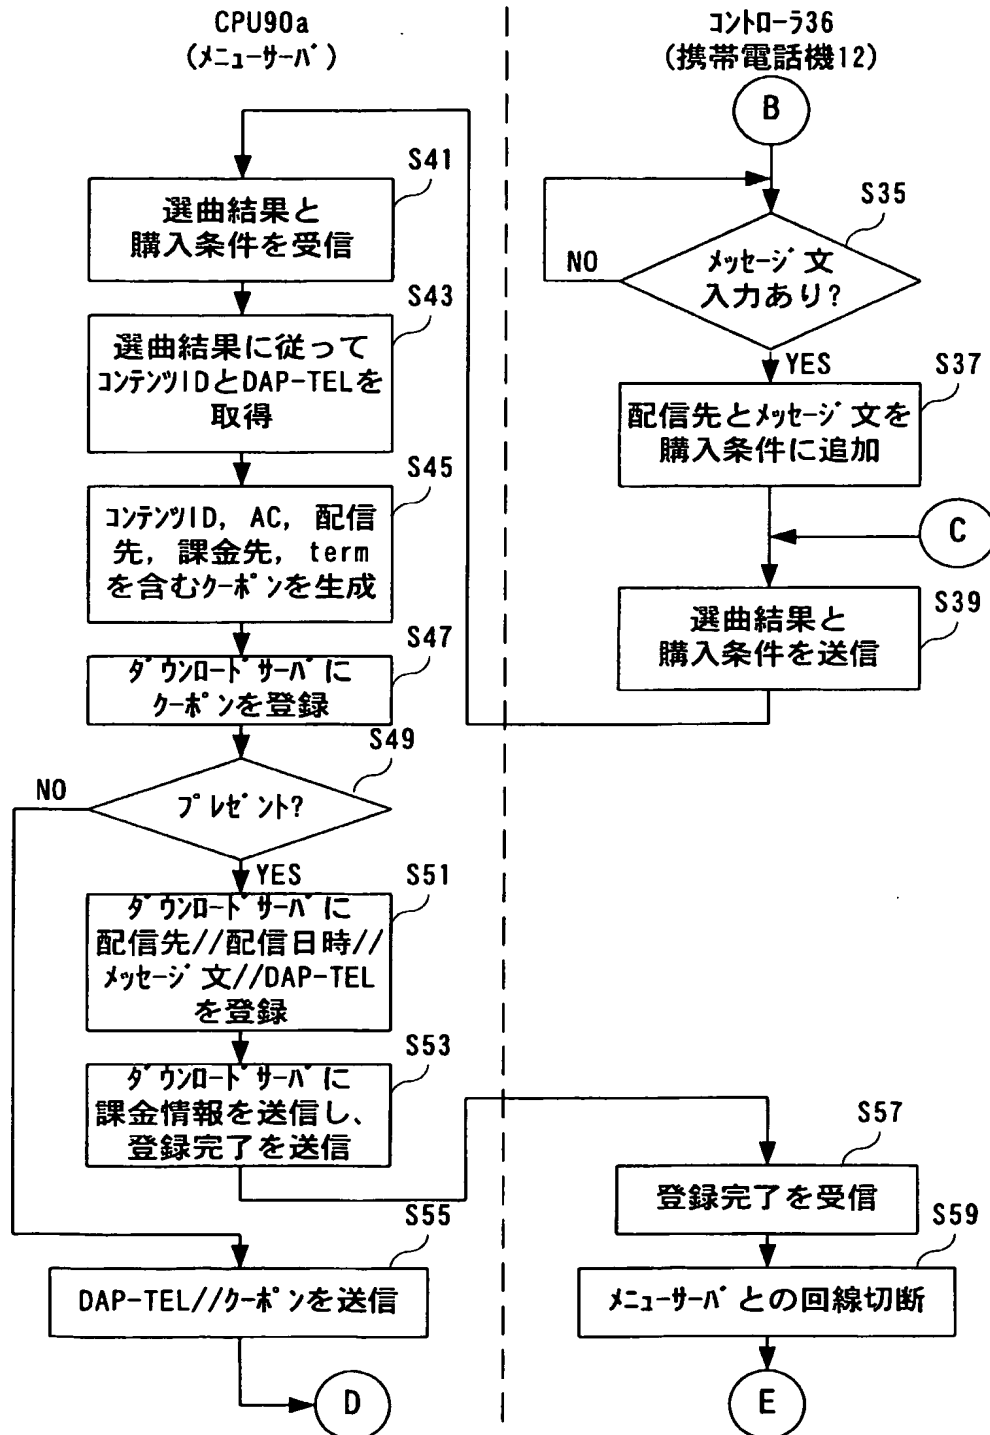 CPU90a
(メニューサーバ)
S41
選曲結果と
購入条件を受信
S43
選曲結果に従って
コンテンツIDとDAP-TELを
取得
S45
コンテンツID, AC, 配信
先, 課金先, term
を含むクーポンを生成
S47
ダウンロードサーバに
クーポンを登録
S49
NO
プレゼント?
YES
S51
ダウンロードサーバに
配信先//配信日時//
メッセージ文//DAP-TEL
を登録
S53
ダウンロードサーバに
課金情報を送信し、
登録完了を送信
S55
DAP-TEL//クーポンを送信
D
コントローラ36
(携帯電話機12)
B
S35
NO
メッセージ文
入力あり?
YES
S37
配信先とメッセージ文を
購入条件に追加
C
S39
選曲結果と
購入条件を送信
S57
登録完了を受信
S59
メニューサーバとの回線切断
E